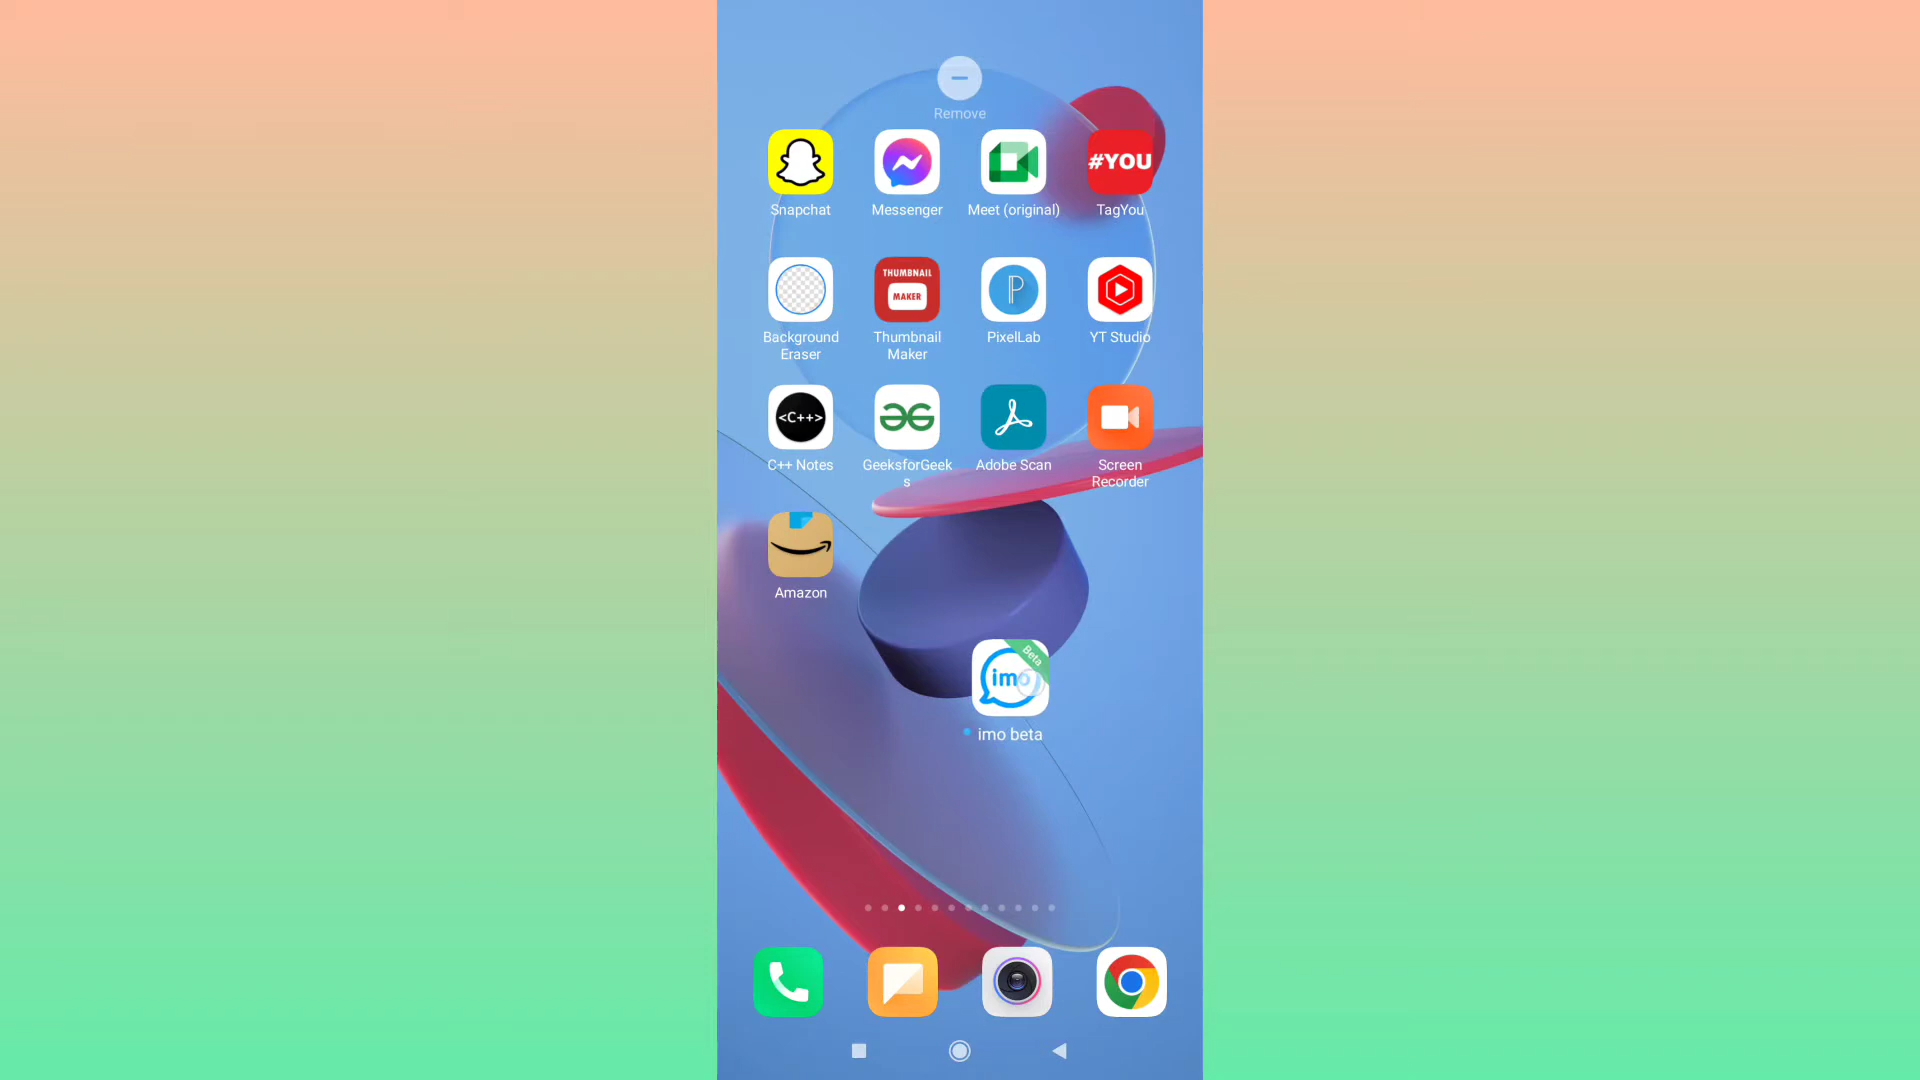 Remove
#YOU
Snapchat
Messenger
Meet (original)
TagYou
THUMBNAIL
MAKER
P
Background
Eraser
Thumbnail
Maker
PixelLab
YT Studio
<C++>
C++ Notes
GeeksforGeek
s
Adobe Scan
Screen
Recorder
Amazon
Beta
imo
imo beta